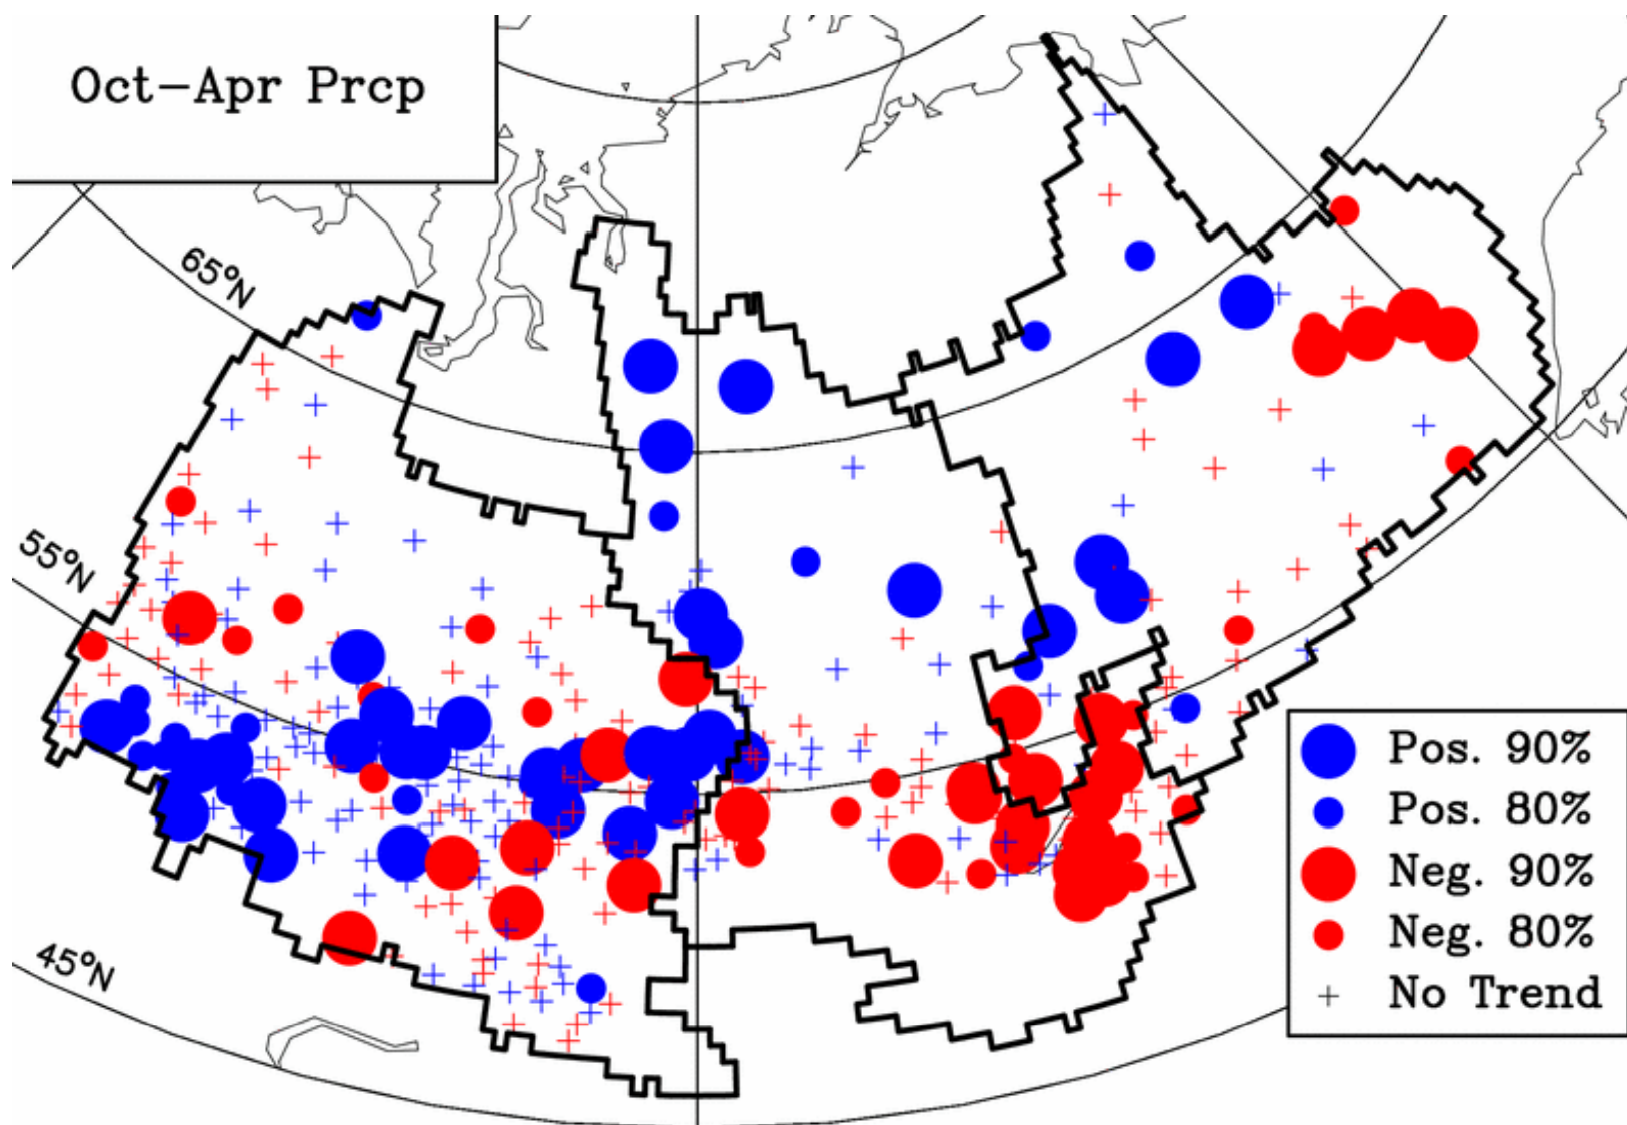 Oct-Apr Prcp
65°N
55°N
45°N
Pos. 90%
Pos. 80%
Neg. 90%
Neg. 80%
No Trend